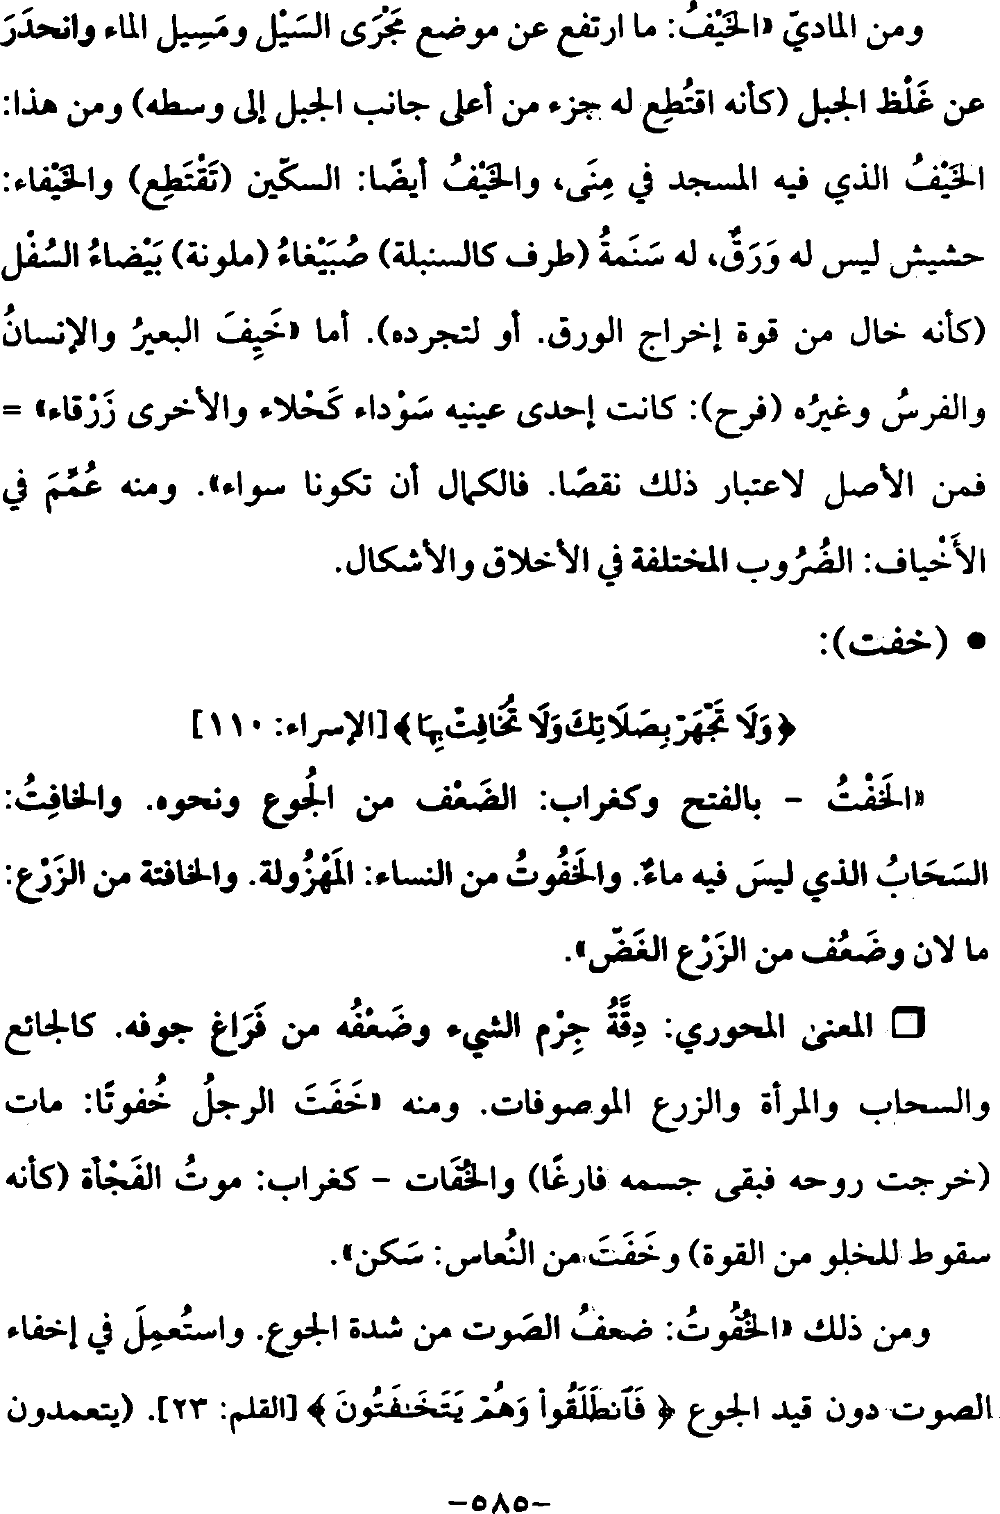 ومن الماديّ «الخَيْفُ: ما ارتفع عن موضع مَجْرَى السَيْل ومَسِيل الماء وانحدَرَ
عن غَلْظ الجبل (كأنه اقتُطِع له جزء من أعلى جانب الجبل إلى وسطه) ومن هذا:
الخَيْفُ الذي فيه المسجد في مِنَى، والخَيْفُ أيضًا: السكّين (تَقْتَطِع) والخَيْفاء:
حشيش ليس له وَرَقٌ، له سَنَمةُ (طرف كالسنبلة) صُبَيْغاءُ (ملونة) بَيْضاءُ السُفْل
(كأنه خال من قوة إخراج الورق. أو لتجرده). أما «خَيِفَ البعيرُ والإنسانُ
والفرسُ وغيرُه (فرح): كانت إحدى عينيه سَوْداء كَحْلاء والأخرى زَرْقاء» =
فمن الأصل لاعتبار ذلك نقصًا. فالكمال أن تكونا سواء». ومنه عُمِّمَ في
الأَخْياف: الضُرُوب المختلفة في الأخلاق والأشكال.
• (خفت):
﴿وَلَا تَجْهَرْ بِصَلَاتِكَ وَلَا تُخَافِتْ بِهَا﴾ [الإسراء: ١١٠]
«الخَفْتُ - بالفتح وكغراب: الضَعْف من الجُوع ونحوه. والخافِتُ:
السَحَابُ الذي ليسَ فيه ماءٌ. والخَفُوتُ من النساء: المَهْزُولة. والخافتة من الزَرْع:
ما لان وضَعُف من الزَرْع الغَضّ».
❒ المعنى المحوري: دِقَّةُ جِرْم الشيء وضَعْفُه من فَرَاغ جوفه. كالجائع
والسحاب والمرأة والزرع الموصوفات. ومنه «خَفَتَ الرجلُ خُفوتًا: مات
(خرجت روحه فبقى جسمه فارغًا) والخُفَات - كغراب: موتُ الفَجْأة (كأنه
سقوط للخلو من القوة) وخَفَتَ من النُعاس: سَكن».
ومن ذلك «الخُفُوتُ: ضعفُ الصَوت من شدة الجوع. واستُعمِلَ في إخفاء
الصوت دون قيد الجوع ﴿فَٱنطَلَقُواْ وَهُمْ يَتَخَـٰفَتُونَ﴾ [القلم: ٢٣]. (يتعمدون
-٥٨٥-